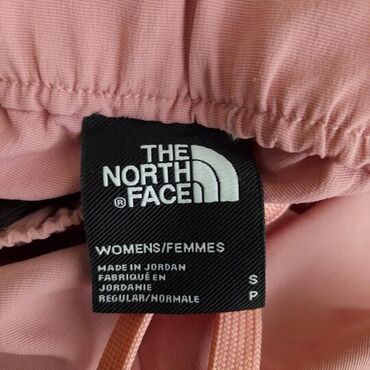 THE
NORTH
® FACE
WOMENS/FEMMES
MADE IN JORDAN
FABRIQUÉ EN
JORDANIE
REGULAR/NORMALE
S
P